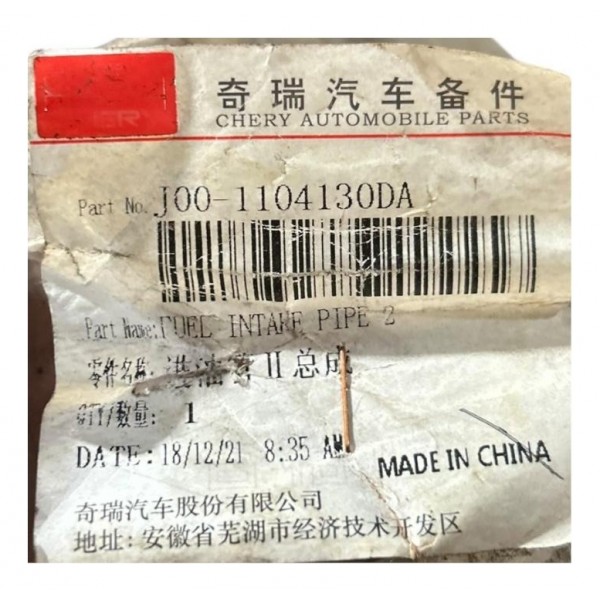 奇瑞汽车备件
CHERY AUTOMOBILE PARTS
Part No. J00-1104130DA
Part Name: FUEL INTAKE PIPE 2
零件名称: 进油管II总成
QTY/数量: 1
DATE: 18/12/21 8:35 AM
MADE IN CHINA
奇瑞汽车股份有限公司
地址: 安徽省芜湖市经济技术开发区